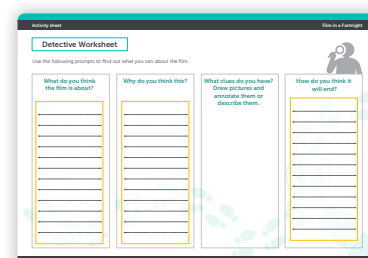 Activity sheet
Film in a Fortnight
Detective Worksheet
Use the following prompts to find out what you can about the film.
What do you think
the film is about?
Why do you think this?
What clues do you have?
Draw pictures and
annotate them or
describe them.
How do you think it
will end?